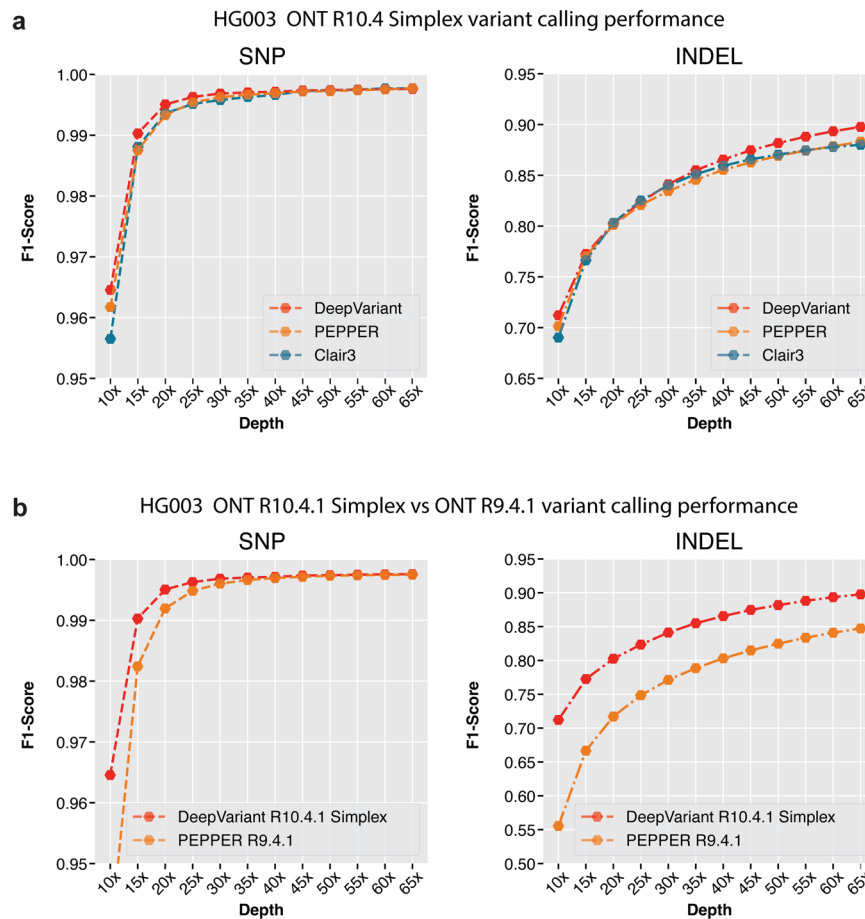 a
HG003 ONT R10.4 Simplex variant calling performance
SNP
1.00
0.99
0.98
0.97
0.96
0.95
F1-Score
DeepVariant
PEPPER
Clair3
10x 15x 20x 25x 30x 35x 40x 45x 50x 55x 60x 65x
Depth
INDEL
0.95
0.90
0.85
0.80
0.75
0.70
0.65
F1-Score
DeepVariant
PEPPER
Clair3
10x 15x 20x 25x 30x 35x 40x 45x 50x 55x 60x 65x
Depth
b
HG003 ONT R10.4.1 Simplex vs ONT R9.4.1 variant calling performance
SNP
1.00
0.99
0.98
0.97
0.96
0.95
F1-Score
DeepVariant R10.4.1 Simplex
PEPPER R9.4.1
10x 15x 20x 25x 30x 35x 40x 45x 50x 55x 60x 65x
Depth
INDEL
0.95
0.90
0.85
0.80
0.75
0.70
0.65
0.60
0.55
0.50
F1-Score
DeepVariant R10.4.1 Simplex
PEPPER R9.4.1
10x 15x 20x 25x 30x 35x 40x 45x 50x 55x 60x 65x
Depth